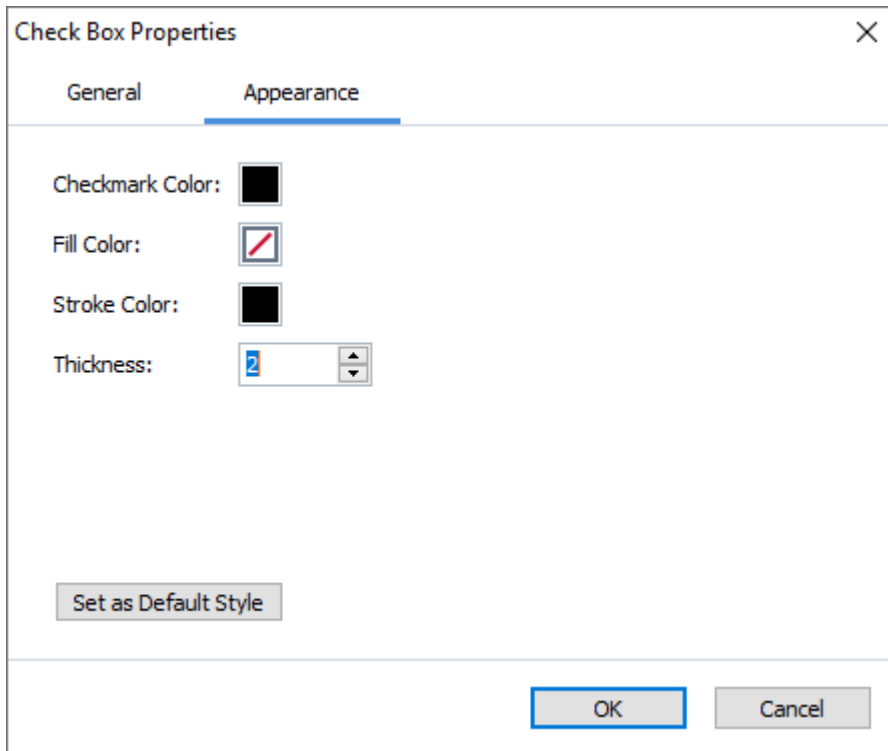 Check Box Properties
General Appearance
Checkmark Color:
Fill Color:
Stroke Color:
Thickness: 2
Set as Default Style
OK Cancel